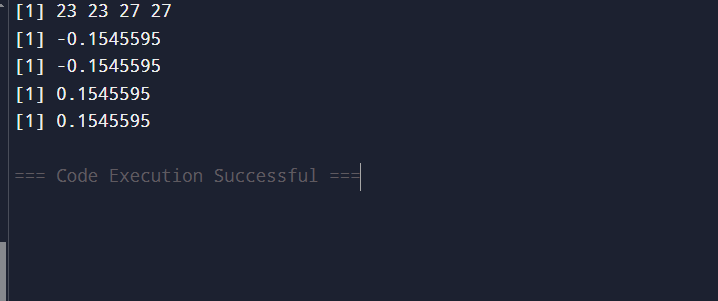 [1] 23 23 27 27
[1] -0.1545595
[1] -0.1545595
[1] 0.1545595
[1] 0.1545595
=== Code Execution Successful ===